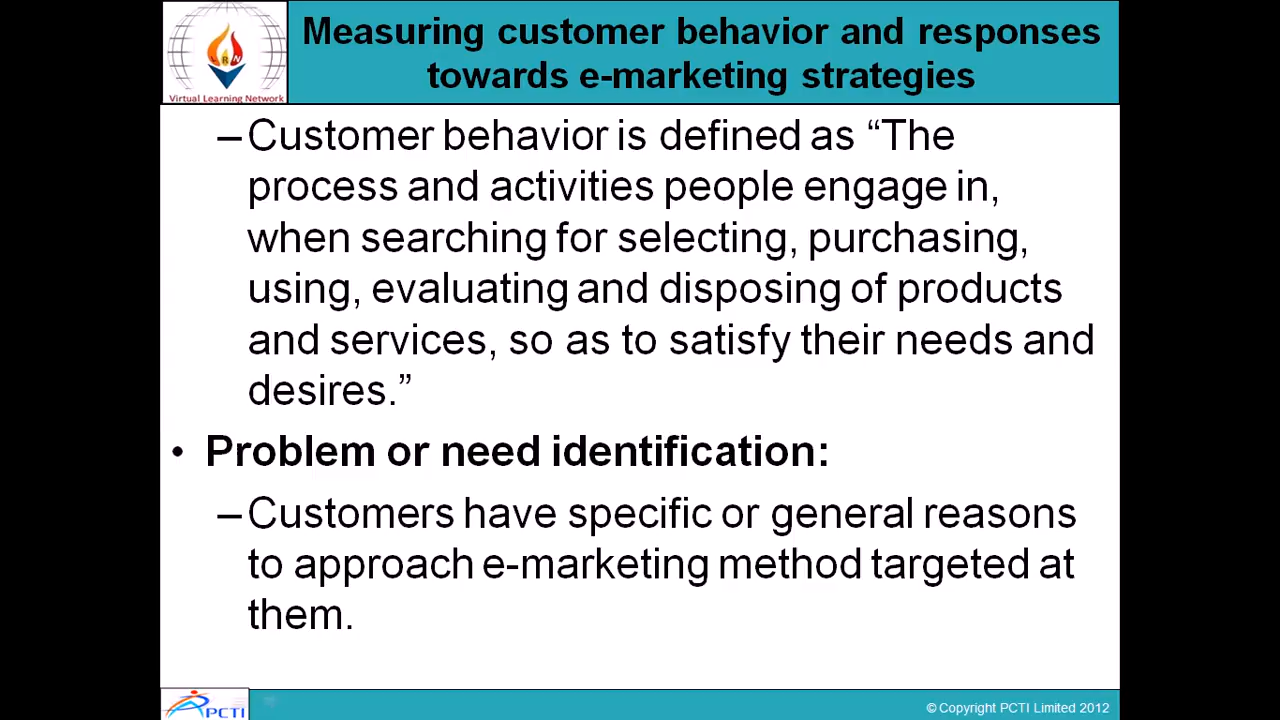 Measuring customer behavior and responses
towards e-marketing strategies
LRN
Virtual Learning Network
–Customer behavior is defined as “The
process and activities people engage in,
when searching for selecting, purchasing,
using, evaluating and disposing of products
and services, so as to satisfy their needs and
desires.”
• Problem or need identification:
–Customers have specific or general reasons
to approach e-marketing method targeted at
them.
PCTI
© Copyright PCTI Limited 2012